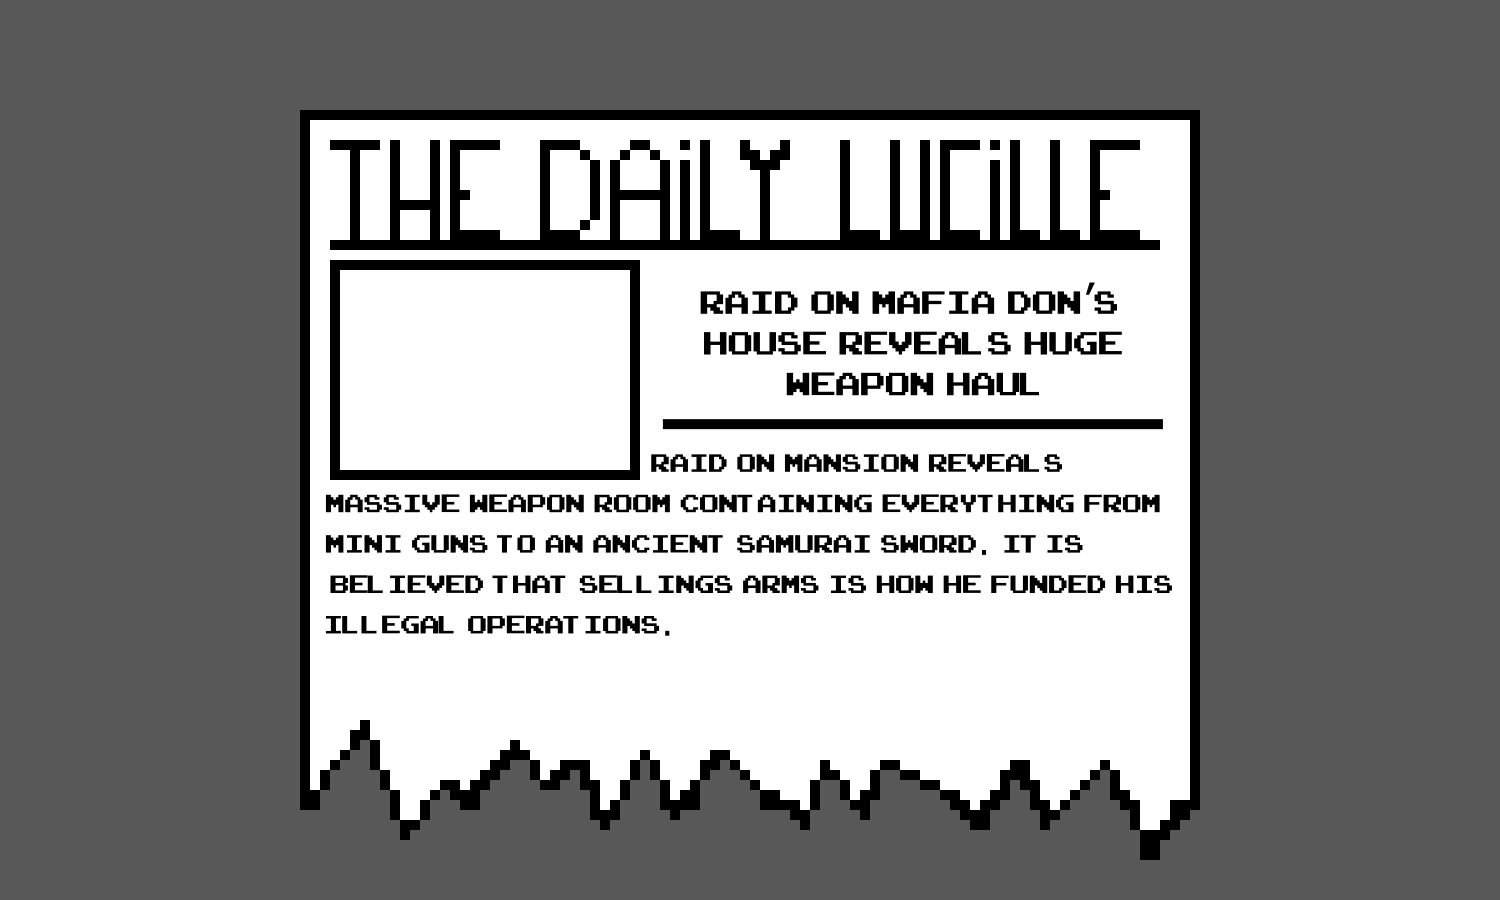 THE DAiLY LUCiLLE
RAID ON MAFIA DON'S
HOUSE REVEALS HUGE
WEAPON HAUL
RAID ON MANSION REVEALS
MASSIVE WEAPON ROOM CONTAINING EVERYTHING FROM
MINI GUNS TO AN ANCIENT SAMURAI SWORD. IT IS
BELIEVED THAT SELLINGS ARMS IS HOW HE FUNDED HIS
ILLEGAL OPERATIONS.